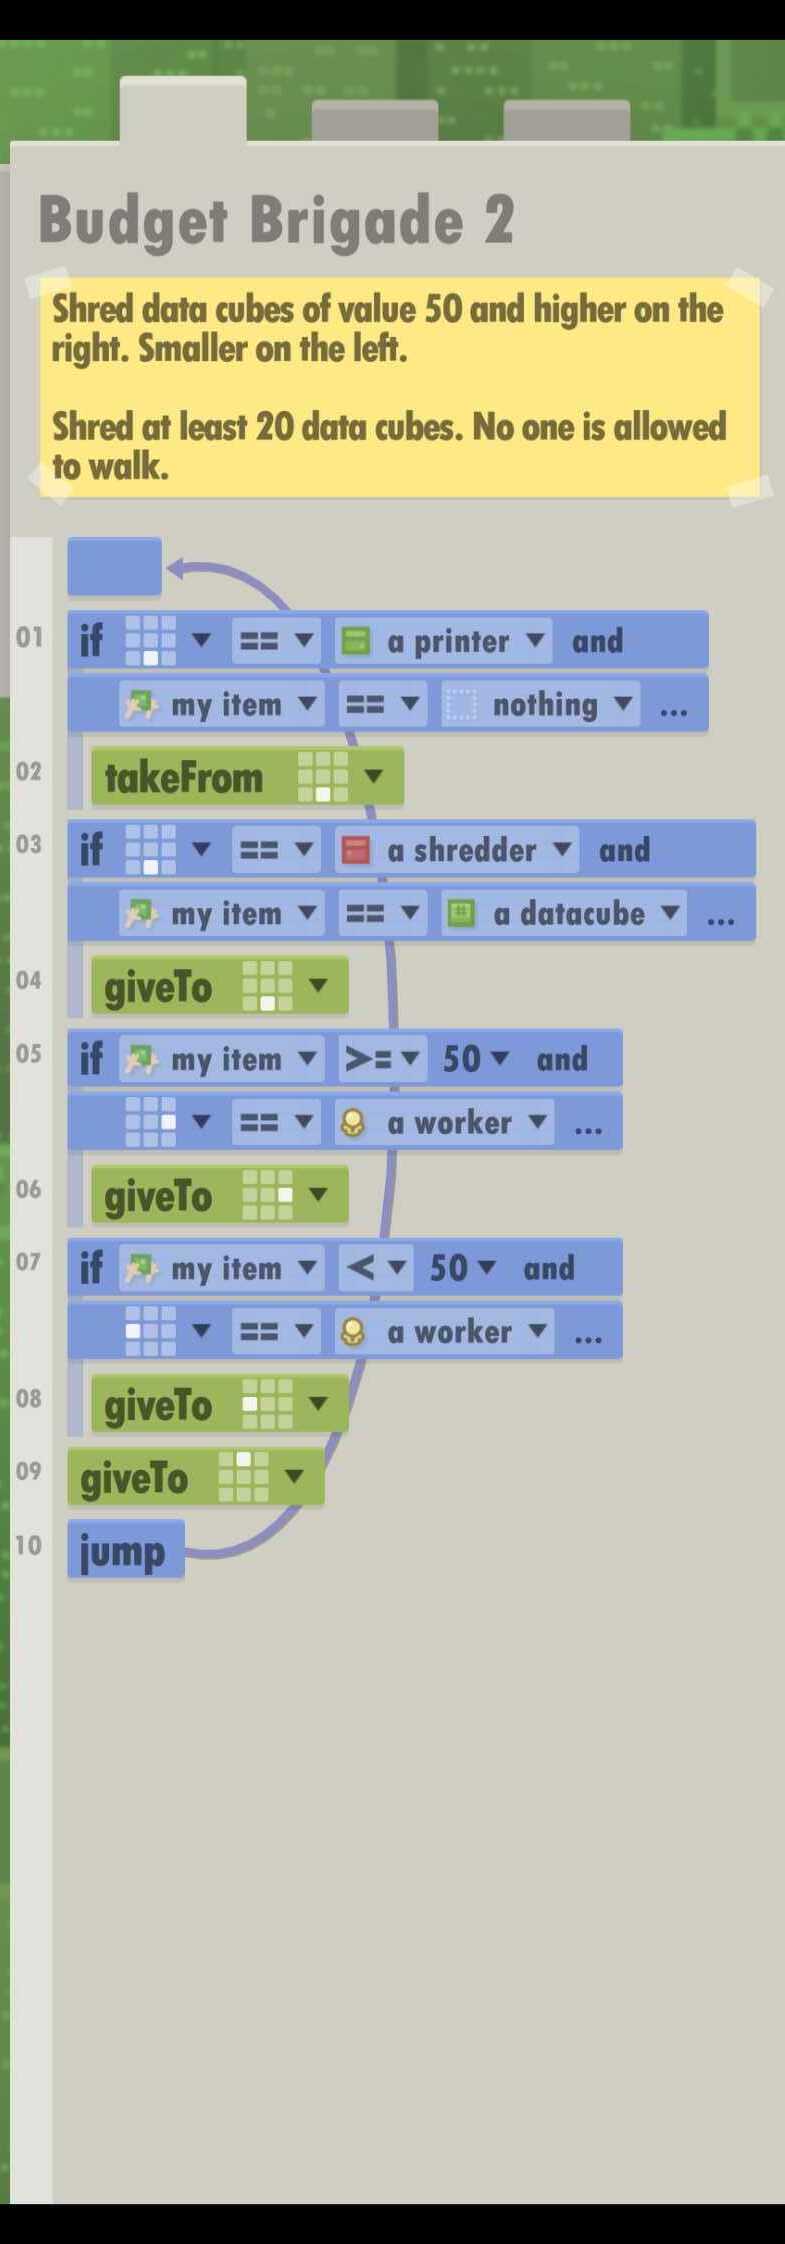 Budget Brigade 2
Shred data cubes of value 50 and higher on the
right. Smaller on the left.
Shred at least 20 data cubes. No one is allowed
to walk.
01 if == a printer and
my item == nothing ...
02 takeFrom
03 if == a shredder and
my item == a datacube ...
04 giveTo
05 if my item >= 50 and
== a worker ...
06 giveTo
07 if my item < 50 and
== a worker ...
08 giveTo
09 giveTo
10 jump